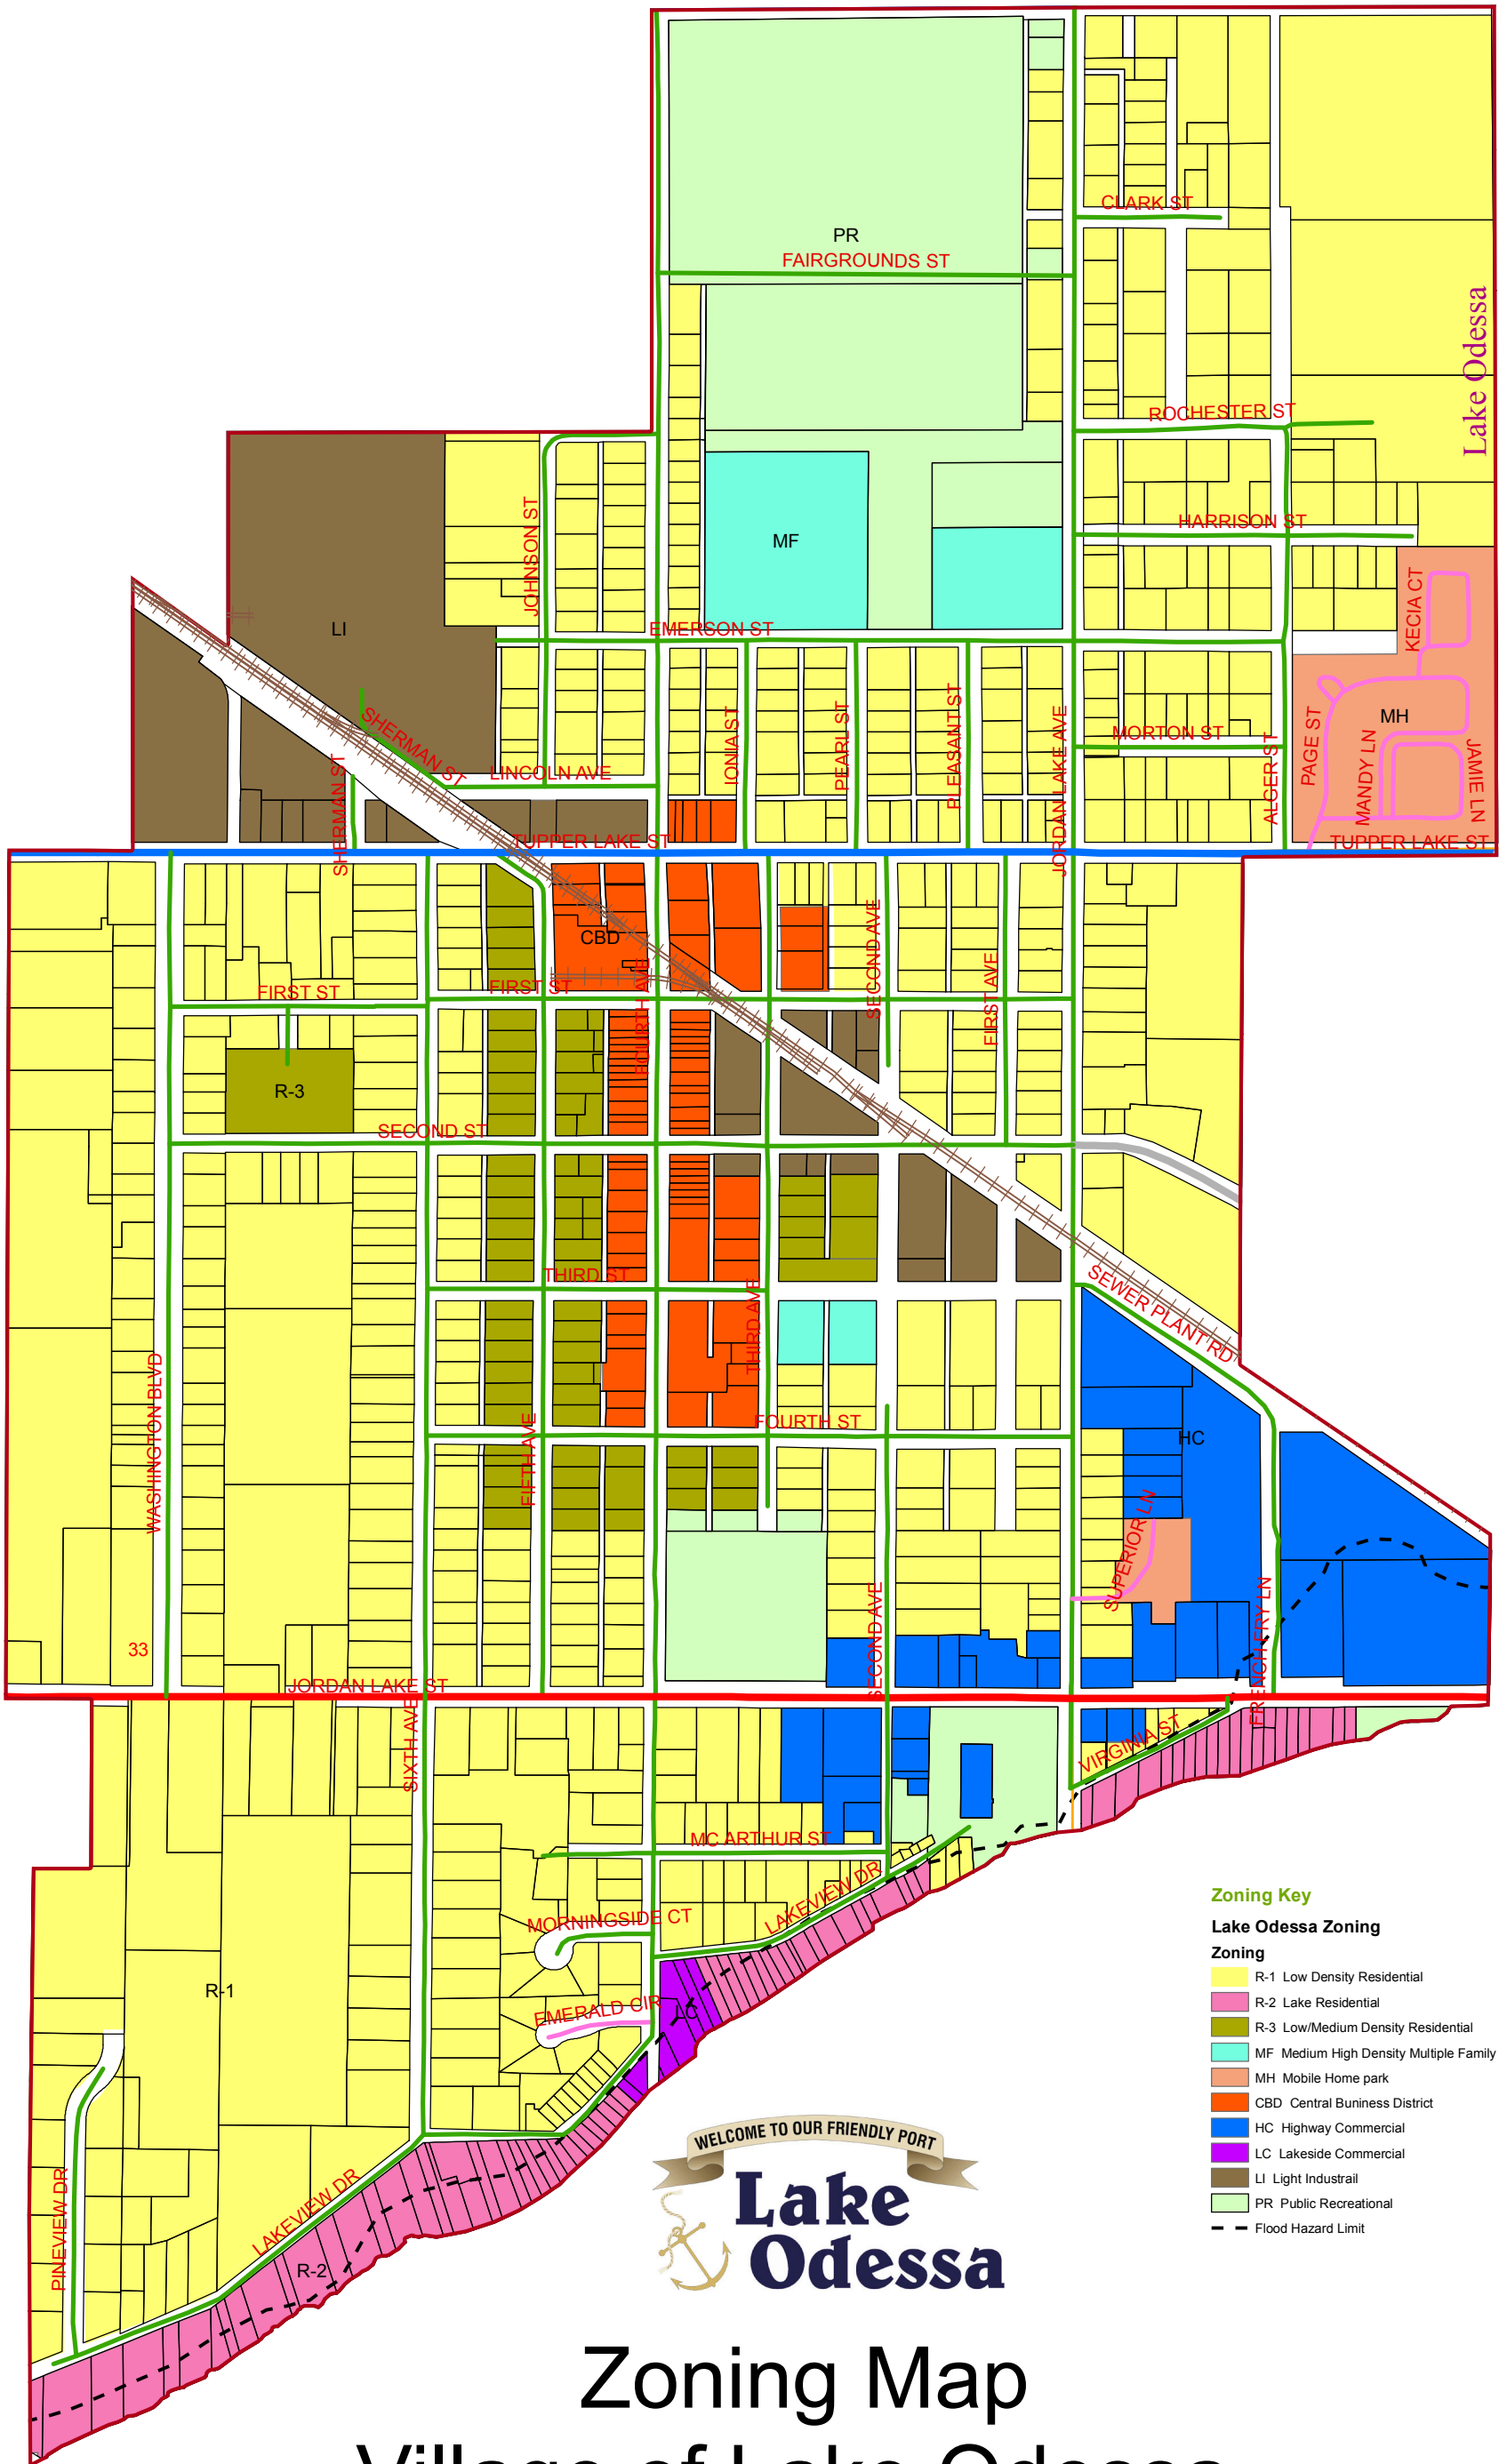 PR
FAIRGROUNDS ST
CLARK ST
Lake Odessa
ROCHESTER ST
JOHNSON ST
HARRISON ST
MF
KECIA CT
LI
EMERSON ST
SHERMAN ST
IONIA ST
PEARL ST
PLEASANT ST
JORDAN LAKE AVE
MORTON ST
ALGER ST
PAGE ST
MH
MANDY LN
JAMIE LN
LINCOLN AVE
SHERMAN ST
TUPPER LAKE ST
TUPPER LAKE ST
CBD
SECOND AVE
FIRST AVE
FIRST ST
FIRST ST
FOURTH AVE
R-3
SECOND ST
THIRD ST
THIRD AVE
SEWER PLANT RD
WASHINGTON BLVD
FIFTH AVE
FOURTH ST
HC
SUPERIOR LN
SECOND AVE
FRENCH FRY LN
33
JORDAN LAKE ST
SIXTH AVE
VIRGINIA ST
MC ARTHUR ST
LAKEVIEW DR
MORNINGSIDE CT
R-1
EMERALD CIR
LC
PINEVIEW DR
LAKEVIEW DR
R-2
Zoning Key
Lake Odessa Zoning
Zoning
R-1 Low Density Residential
R-2 Lake Residential
R-3 Low/Medium Density Residential
MF Medium High Density Multiple Family
MH Mobile Home park
CBD Central Buniness District
HC Highway Commercial
LC Lakeside Commercial
LI Light Industrail
PR Public Recreational
Flood Hazard Limit
WELCOME TO OUR FRIENDLY PORT
Lake
Odessa
Zoning Map
Village of Lake Odessa